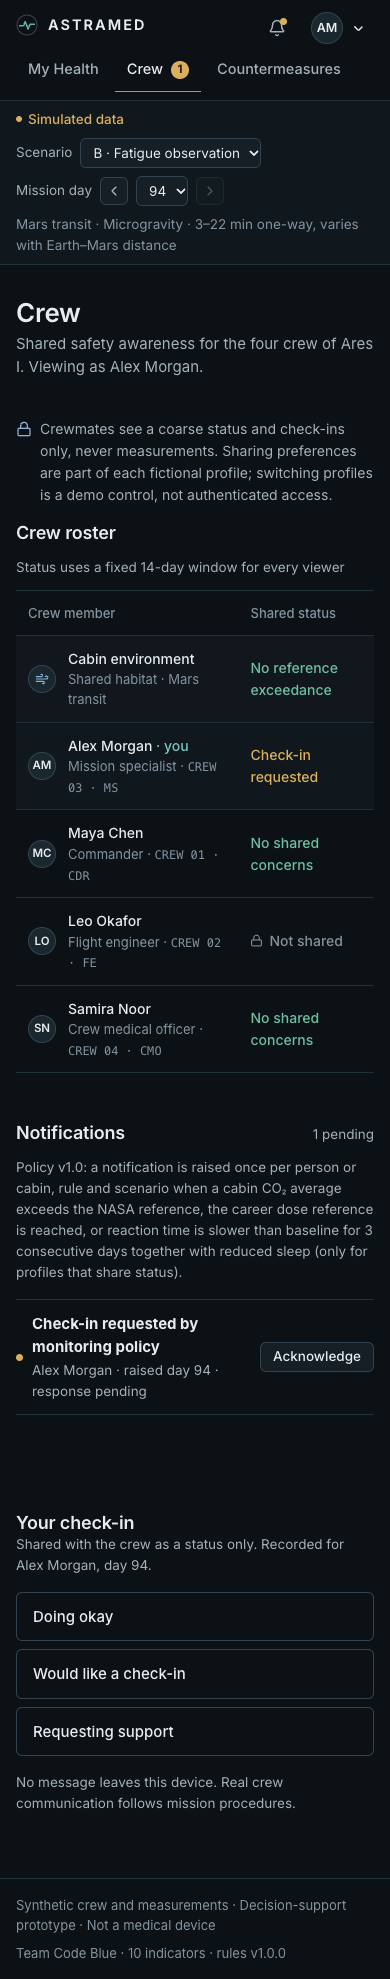 ASTRAMED
AM
My Health
Crew 1
Countermeasures
Simulated data
Scenario B · Fatigue observation
Mission day 94
Mars transit · Microgravity · 3–22 min one-way, varies
with Earth–Mars distance
Crew
Shared safety awareness for the four crew of Ares
I. Viewing as Alex Morgan.
Crewmates see a coarse status and check-ins
only, never measurements. Sharing preferences
are part of each fictional profile; switching profiles
is a demo control, not authenticated access.
Crew roster
Status uses a fixed 14-day window for every viewer
Crew member Shared status
Cabin environment
Shared habitat · Mars
transit
No reference
exceedance
AM
Alex Morgan · you
Mission specialist · CREW
03 · MS
Check-in
requested
MC
Maya Chen
Commander · CREW 01 ·
CDR
No shared
concerns
LO
Leo Okafor
Flight engineer · CREW 02
· FE
Not shared
SN
Samira Noor
Crew medical officer ·
CREW 04 · CMO
No shared
concerns
Notifications 1 pending
Policy v1.0: a notification is raised once per person or
cabin, rule and scenario when a cabin CO₂ average
exceeds the NASA reference, the career dose reference
is reached, or reaction time is slower than baseline for 3
consecutive days together with reduced sleep (only for
profiles that share status).
Check-in requested by
monitoring policy
Alex Morgan · raised day 94 ·
response pending
Acknowledge
Your check-in
Shared with the crew as a status only. Recorded for
Alex Morgan, day 94.
Doing okay
Would like a check-in
Requesting support
No message leaves this device. Real crew
communication follows mission procedures.
Synthetic crew and measurements · Decision-support
prototype · Not a medical device
Team Code Blue · 10 indicators · rules v1.0.0